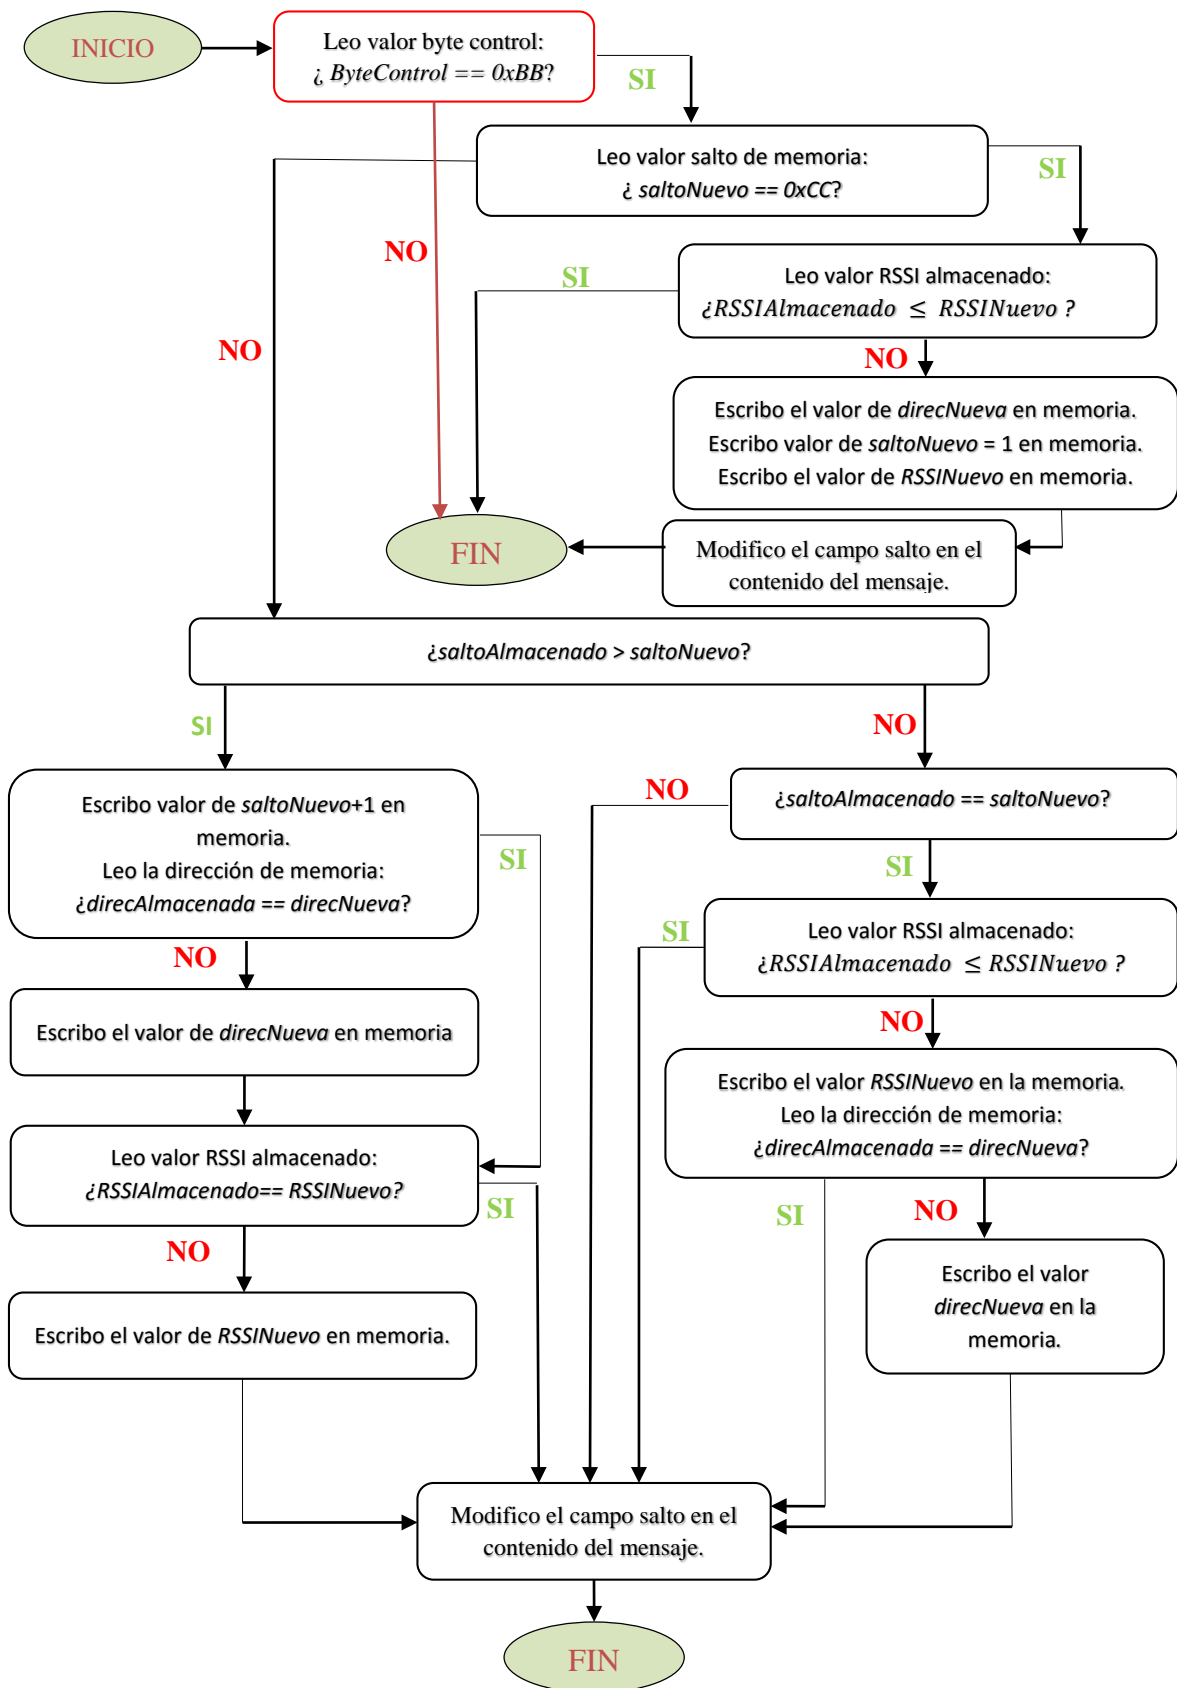 INICIO
Leo valor byte control:
¿ ByteControl == 0xBB?
SI
Leo valor salto de memoria:
¿ saltoNuevo == 0xCC?
SI
NO
Leo valor RSSI almacenado:
¿RSSIAlmacenado ≤ RSSINuevo ?
SI
NO
NO
Escribo el valor de direcNueva en memoria.
Escribo valor de saltoNuevo = 1 en memoria.
Escribo el valor de RSSINuevo en memoria.
FIN
Modifico el campo salto en el
contenido del mensaje.
¿saltoAlmacenado > saltoNuevo?
SI
NO
Escribo valor de saltoNuevo+1 en
memoria.
Leo la dirección de memoria:
¿direcAlmacenada == direcNueva?
SI
NO
¿saltoAlmacenado == saltoNuevo?
NO
SI
Leo valor RSSI almacenado:
¿RSSIAlmacenado ≤ RSSINuevo ?
SI
NO
Escribo el valor de direcNueva en memoria
Escribo el valor RSSINuevo en la memoria.
Leo la dirección de memoria:
¿direcAlmacenada == direcNueva?
Leo valor RSSI almacenado:
¿RSSIAlmacenado== RSSINuevo?
SI
NO
SI
NO
Escribo el valor
direcNueva en la
memoria.
Escribo el valor de RSSINuevo en memoria.
Modifico el campo salto en el
contenido del mensaje.
FIN